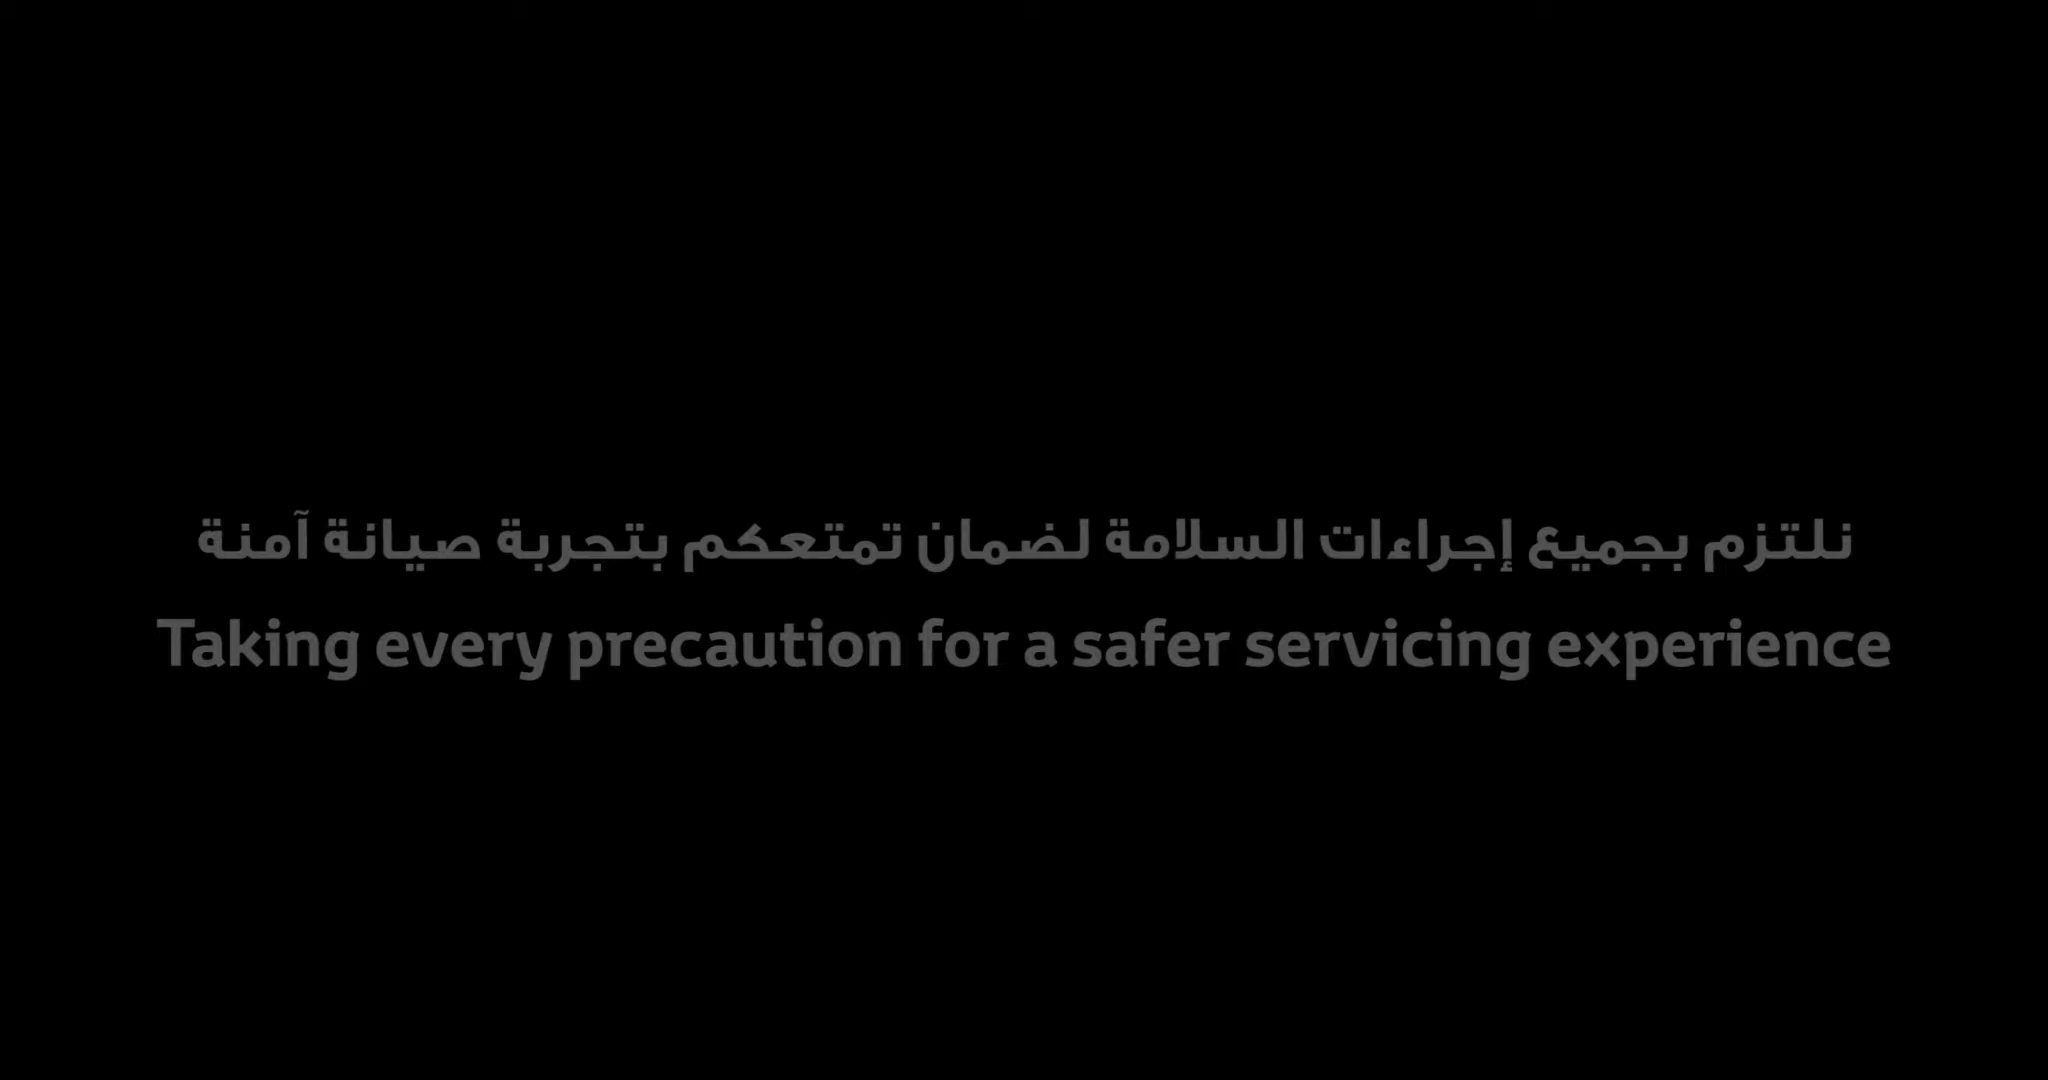 نلتزم بجميع إجراءات السلامة لضمان تمتعكم بتجربة صيانة آمنة
Taking every precaution for a safer servicing experience